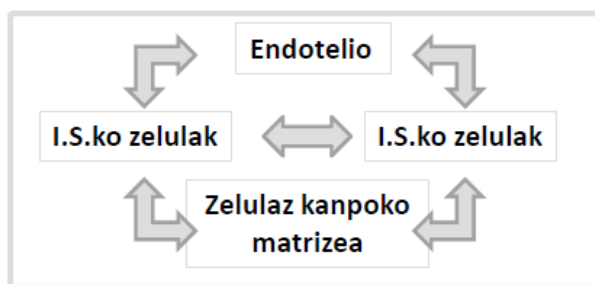 Endotelio
I.S.ko zelulak
I.S.ko zelulak
Zelulaz kanpoko
matrizea